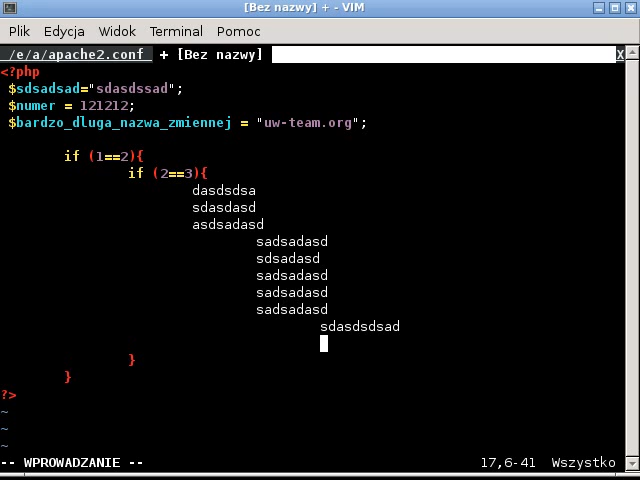 [Bez nazwy] + - VIM
Plik Edycja Widok Terminal Pomoc
/e/a/apache2.conf + [Bez nazwy] X
<?php
$sdsadsad="sdasdssad";
$numer = 121212;
$bardzo_dluga_nazwa_zmiennej = "uw-team.org";
if (1==2){
if (2==3){
dasdsdsa
sdasdasd
asdsadasd
sadsadasd
sdsadasd
sadsadasd
sadsadasd
sadsadasd
sdasdsdsad
}
}
?>
~
~
~
-- WPROWADZANIE -- 17,6-41 Wszystko